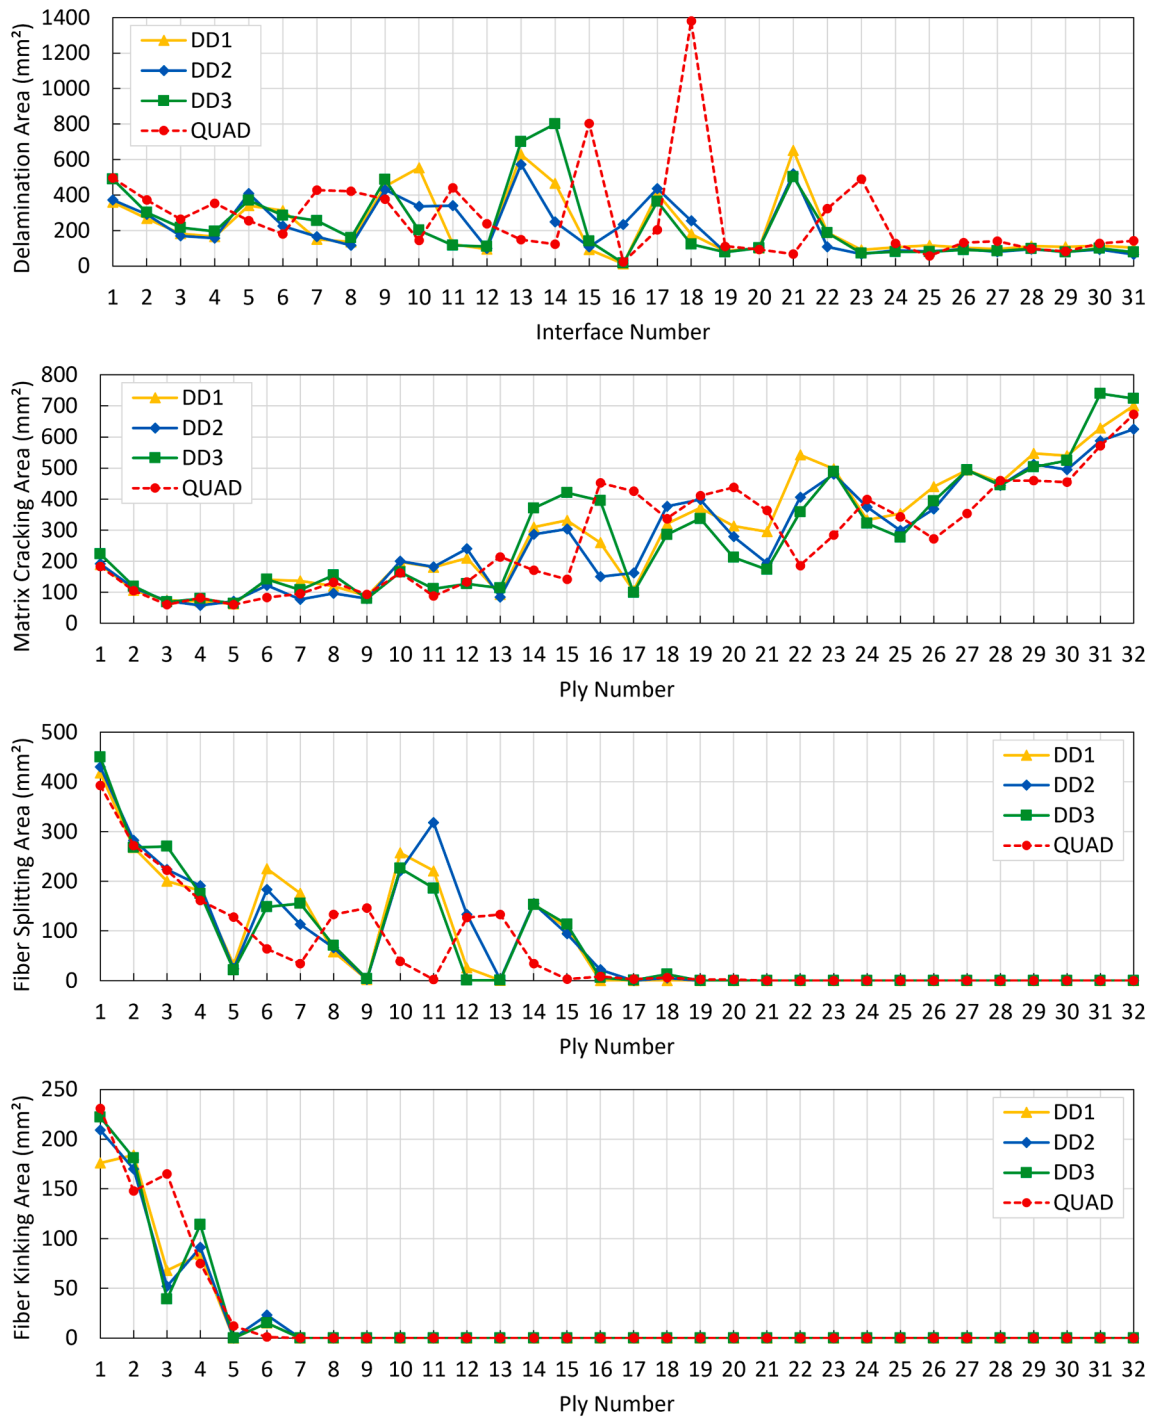 Delamination Area (mm²)
1400
1200
1000
800
600
400
200
0
DD1
DD2
DD3
QUAD
1 2 3 4 5 6 7 8 9 10 11 12 13 14 15 16 17 18 19 20 21 22 23 24 25 26 27 28 29 30 31
Interface Number
Matrix Cracking Area (mm²)
800
700
600
500
400
300
200
100
0
DD1
DD2
DD3
QUAD
1 2 3 4 5 6 7 8 9 10 11 12 13 14 15 16 17 18 19 20 21 22 23 24 25 26 27 28 29 30 31 32
Ply Number
Fiber Splitting Area (mm²)
500
400
300
200
100
0
DD1
DD2
DD3
QUAD
1 2 3 4 5 6 7 8 9 10 11 12 13 14 15 16 17 18 19 20 21 22 23 24 25 26 27 28 29 30 31 32
Ply Number
Fiber Kinking Area (mm²)
250
200
150
100
50
0
DD1
DD2
DD3
QUAD
1 2 3 4 5 6 7 8 9 10 11 12 13 14 15 16 17 18 19 20 21 22 23 24 25 26 27 28 29 30 31 32
Ply Number